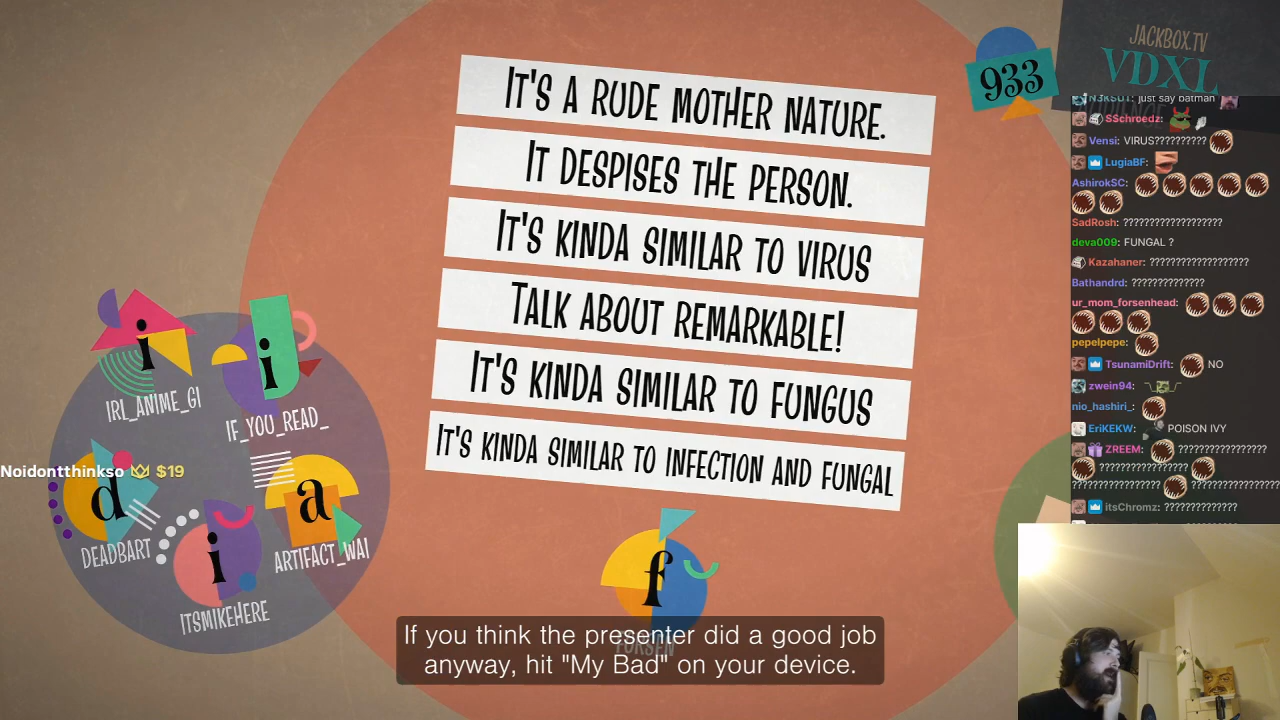 IT'S A RUDE MOTHER NATURE.
IT DESPISES THE PERSON.
IT'S KINDA SIMILAR TO VIRUS
TALK ABOUT REMARKABLE!
IT'S KINDA SIMILAR TO FUNGUS
IT'S KINDA SIMILAR TO INFECTION AND FUNGAL
933
JACKBOX.TV
VDXL
i
IRL_ANIME_GI
i
IF_YOU_READ_
Noidontthinkso $19
d
DEADBART
a
ARTIFACT_WAI
i
ITSMIKEHERE
f
If you think the presenter did a good job
anyway, hit "My Bad" on your device.
just say batman
SSchroedz:
Vensi: VIRUS??????????
LugiaBF:
AshirokSC:
SadRosh: ???????????????????
deva009: FUNGAL ?
Kazahaner: ???????????????????
Bathandrd: ??????????????
ur_mom_forsenhead:
pepelpepe:
TsunamiDrift: NO
zwein94:
nio_hashiri_:
EriKEKW: POISON IVY
ZREEM: ?????????????????
?????????????????
????????????????? ?????????????????
itsChromz: ??????????????